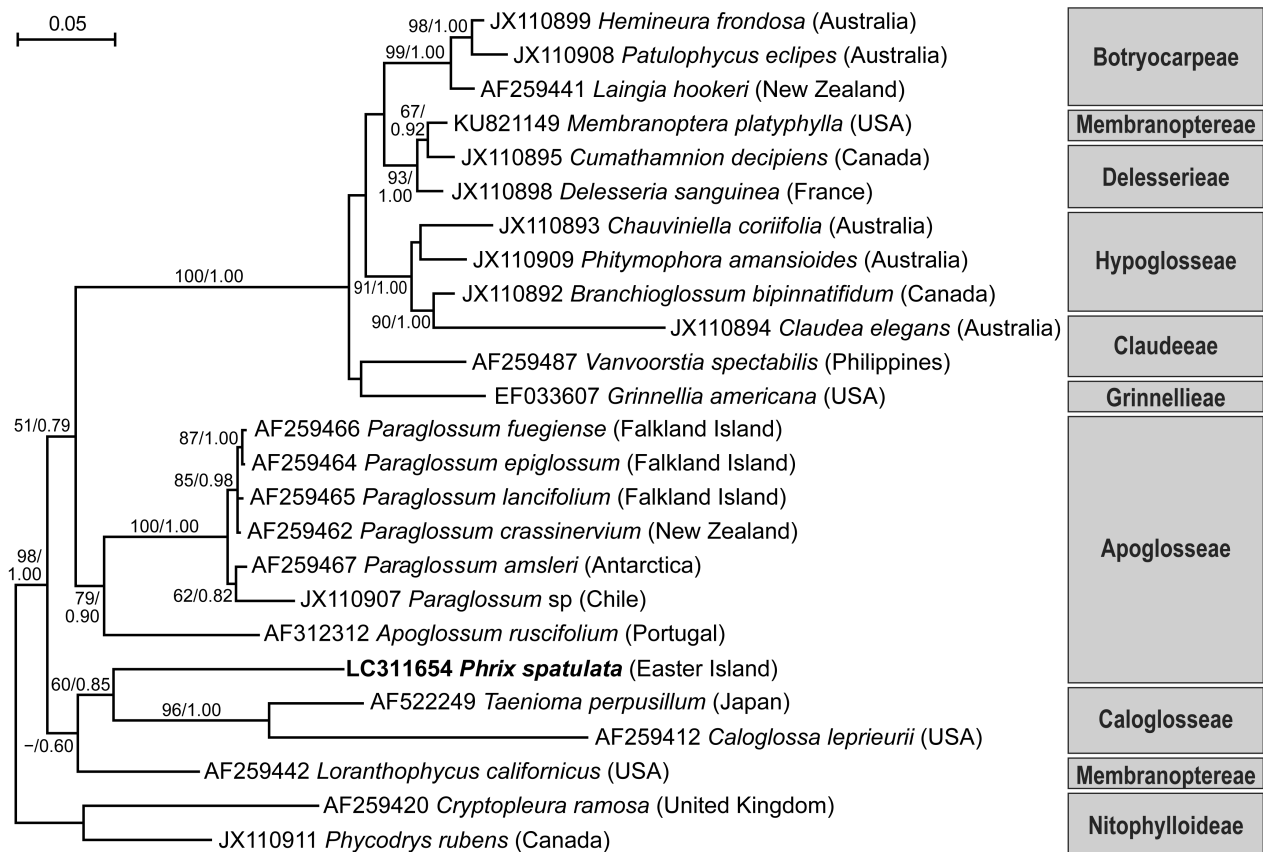 0.05
98/1.00
JX110899 Hemineura frondosa (Australia)
99/1.00
JX110908 Patulophycus eclipes (Australia)
Botryocarpeae
AF259441 Laingia hookeri (New Zealand)
67/
0.92
KU821149 Membranoptera platyphylla (USA)
Membranoptereae
JX110895 Cumathamnion decipiens (Canada)
Delesserieae
93/
1.00
JX110898 Delesseria sanguinea (France)
JX110893 Chauviniella coriifolia (Australia)
100/1.00
JX110909 Phitymophora amansioides (Australia)
Hypoglosseae
91/1.00
JX110892 Branchioglossum bipinnatifidum (Canada)
90/1.00
JX110894 Claudea elegans (Australia)
Claudeeae
AF259487 Vanvoorstia spectabilis (Philippines)
EF033607 Grinnellia americana (USA)
Grinnellieae
51/0.79
87/1.00
AF259466 Paraglossum fuegiense (Falkland Island)
AF259464 Paraglossum epiglossum (Falkland Island)
85/0.98
AF259465 Paraglossum lancifolium (Falkland Island)
100/1.00
AF259462 Paraglossum crassinervium (New Zealand)
Apoglosseae
98/
1.00
AF259467 Paraglossum amsleri (Antarctica)
79/
0.90
62/0.82
JX110907 Paraglossum sp (Chile)
AF312312 Apoglossum ruscifolium (Portugal)
60/0.85
LC311654 Phrix spatulata (Easter Island)
96/1.00
AF522249 Taenioma perpusillum (Japan)
Caloglosseae
−/0.60
AF259412 Caloglossa leprieurii (USA)
AF259442 Loranthophycus californicus (USA)
Membranoptereae
AF259420 Cryptopleura ramosa (United Kingdom)
Nitophylloideae
JX110911 Phycodrys rubens (Canada)